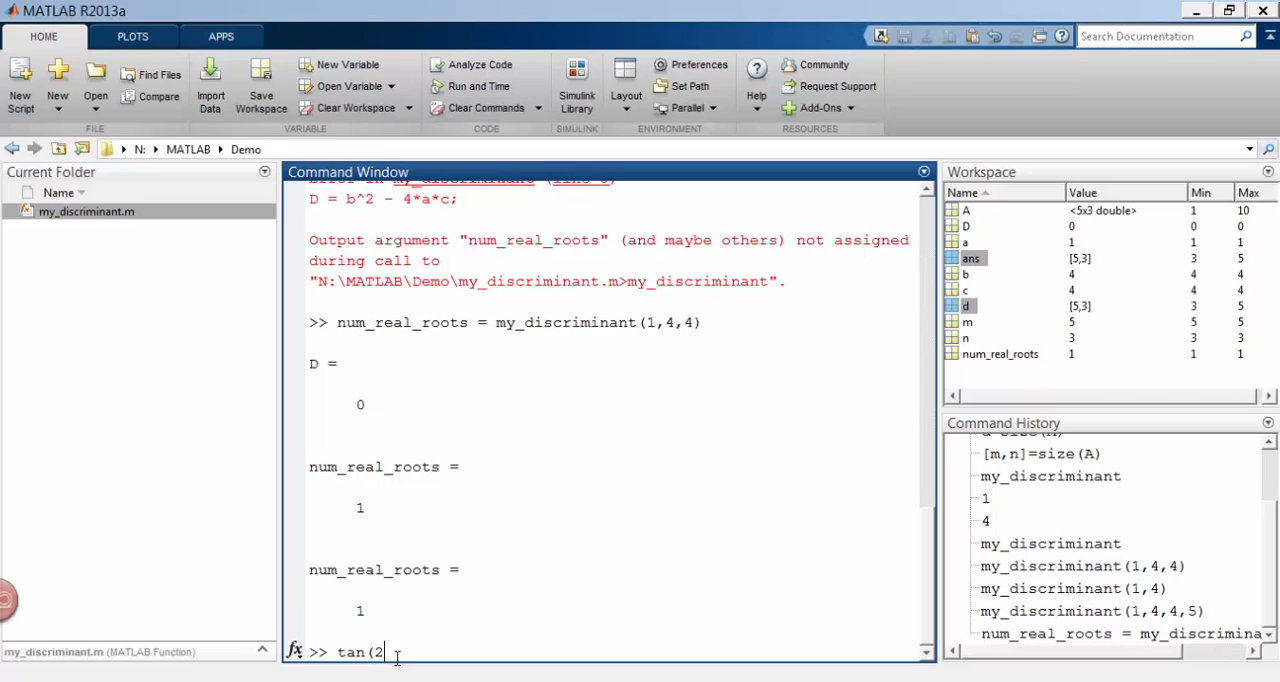 MATLAB R2013a
HOME PLOTS APPS
Search Documentation
New Script
New
Open
Find Files
Compare
Import Data
Save Workspace
New Variable
Open Variable
Clear Workspace
Analyze Code
Run and Time
Clear Commands
Simulink Library
Layout
Preferences
Set Path
Parallel
Help
Community
Request Support
Add-Ons
FILE VARIABLE CODE SIMULINK ENVIRONMENT RESOURCES
N: MATLAB Demo
Current Folder
Name
my_discriminant.m
my_discriminant.m (MATLAB Function)
Command Window
Error in my_discriminant
D = b^2 - 4*a*c;
Output argument "num_real_roots" (and maybe others) not assigned
during call to
"N:\MATLAB\Demo\my_discriminant.m>my_discriminant".
>> num_real_roots = my_discriminant(1,4,4)
D =
0
num_real_roots =
1
num_real_roots =
1
fx >> tan(2
Workspace
Name Value Min Max
A <5x3 double> 1 10
D 0 0 0
a 1 1 1
ans [5,3] 3 5
b 4 4 4
c 4 4 4
d [5,3] 3 5
m 5 5 5
n 3 3 3
num_real_roots 1 1 1
Command History
[m,n]=size(A)
my_discriminant
1
4
my_discriminant
my_discriminant(1,4,4)
my_discriminant(1,4)
my_discriminant(1,4,4,5)
num_real_roots = my_discrimina